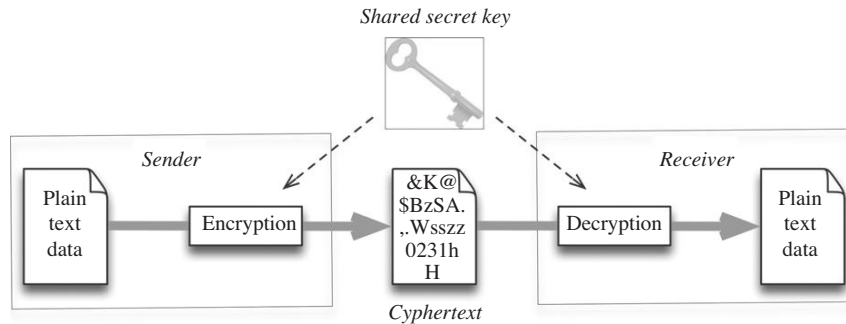 Shared secret key
Sender
Receiver
Plain
text
data
Encryption
&K@
$BzSA.
,.Wsszz
0231h
H
Decryption
Plain
text
data
Cyphertext